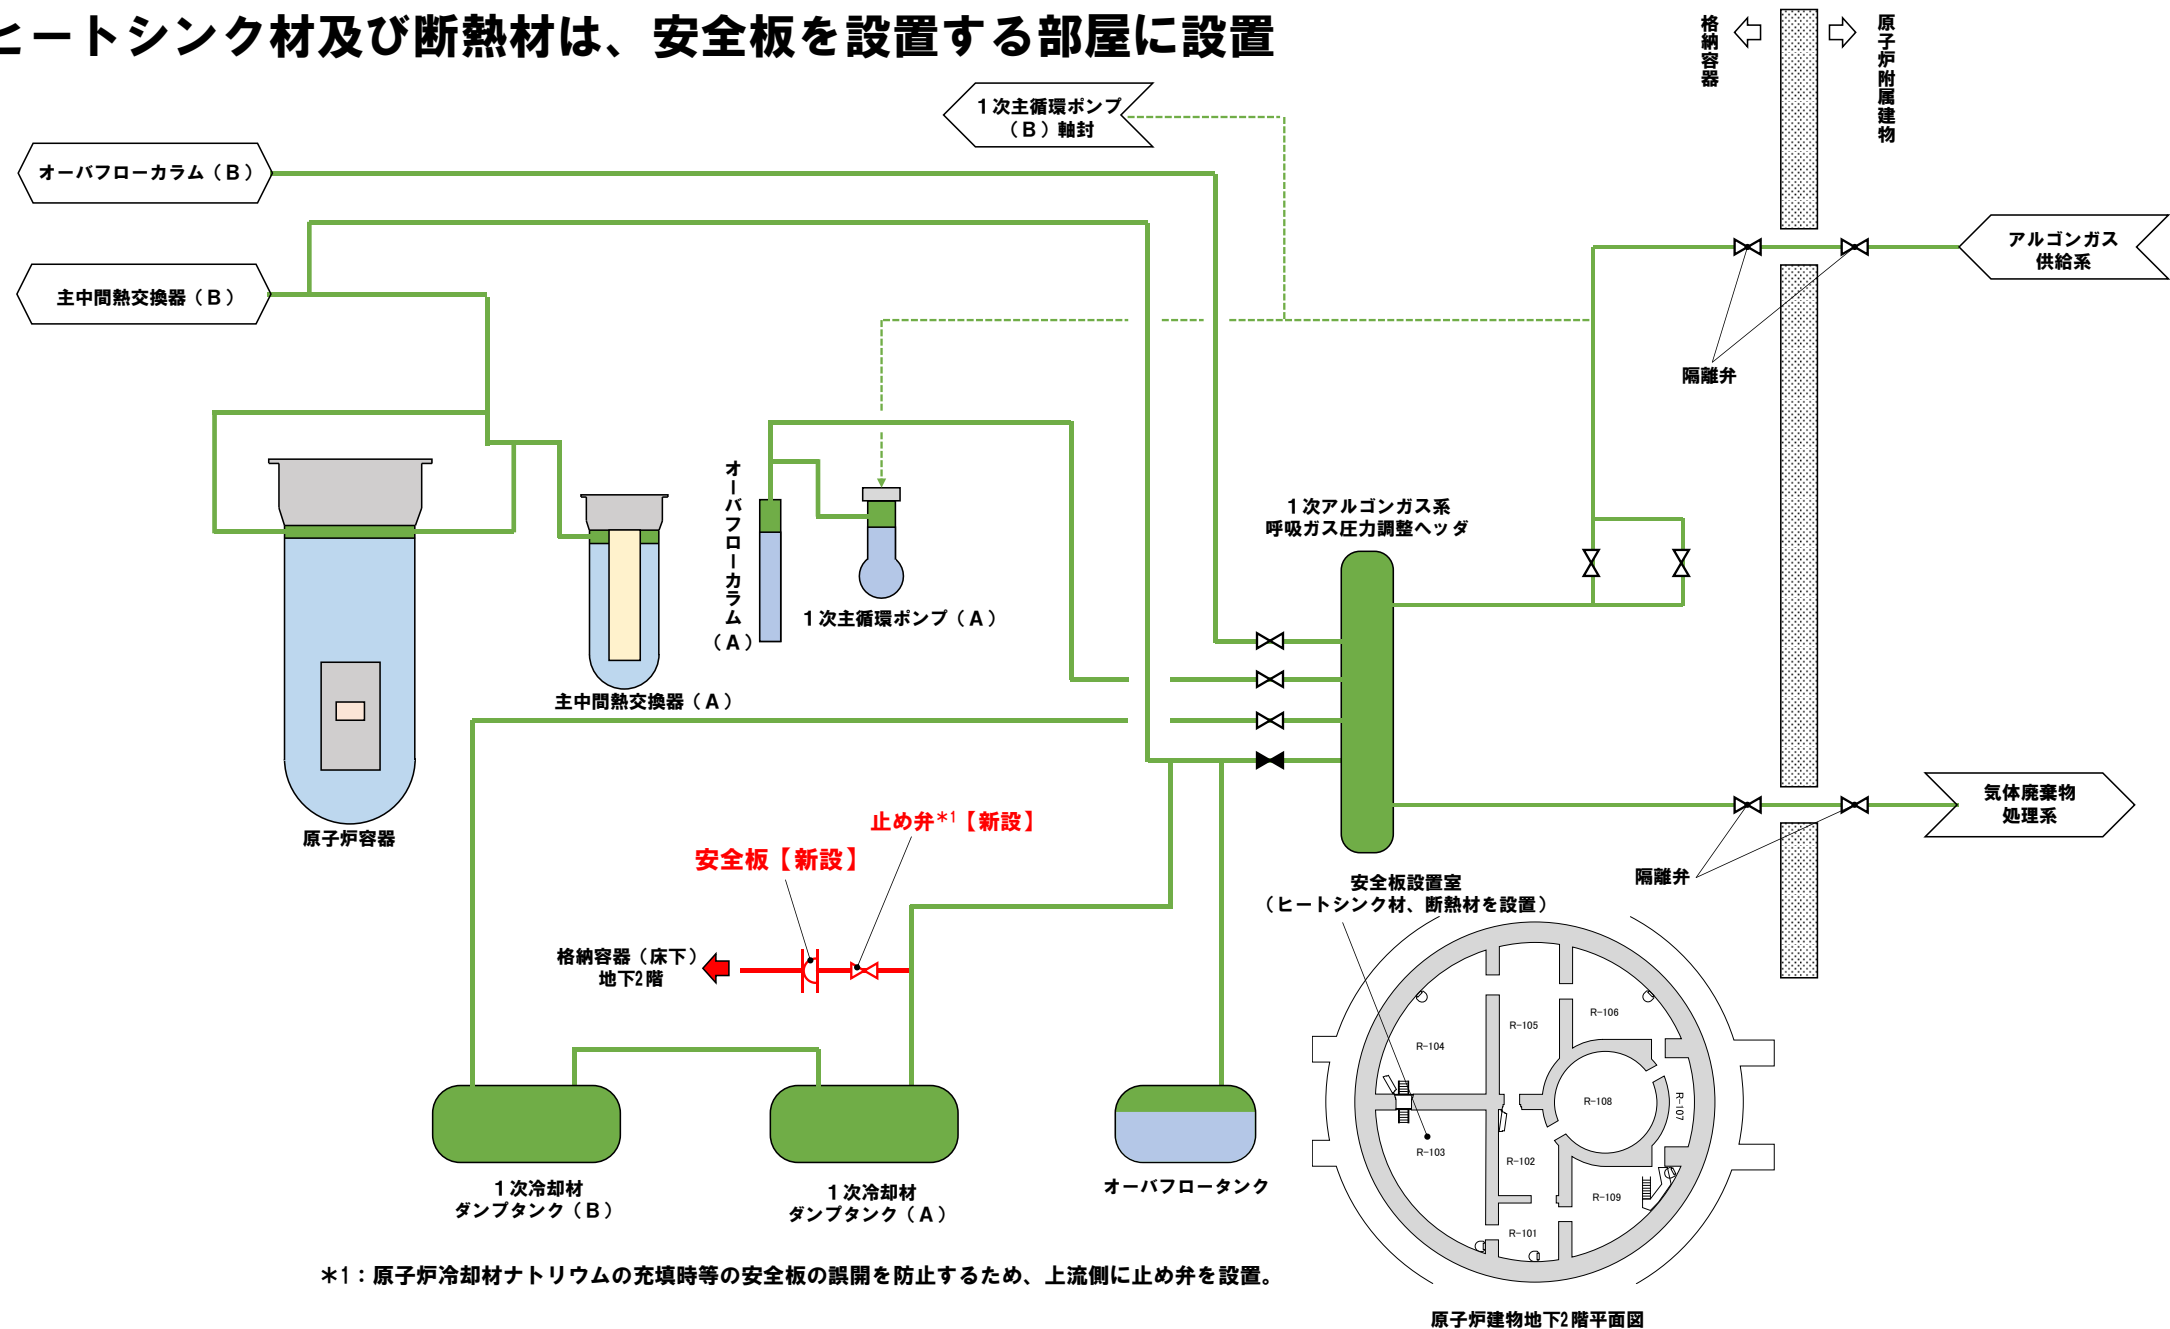 ヒートシンク材及び断熱材は、安全板を設置する部屋に設置
格納容器
原子炉附属建物
1次主循環ポンプ
（B）軸封
オーバフローカラム（B）
主中間熱交換器（B）
アルゴンガス
供給系
隔離弁
オーバフローカラム
（A）
1次主循環ポンプ（A）
主中間熱交換器（A）
原子炉容器
1次アルゴンガス系
呼吸ガス圧力調整ヘッダ
気体廃棄物
処理系
隔離弁
止め弁*1【新設】
安全板【新設】
格納容器（床下）
地下2階
安全板設置室
（ヒートシンク材、断熱材を設置）
R-106
R-105
R-104
R-108
R-107
R-103
R-102
R-109
R-101
1次冷却材
ダンプタンク（B）
1次冷却材
ダンプタンク（A）
オーバフロータンク
*1：原子炉冷却材ナトリウムの充填時等の安全板の誤開を防止するため、上流側に止め弁を設置。
原子炉建物地下2階平面図